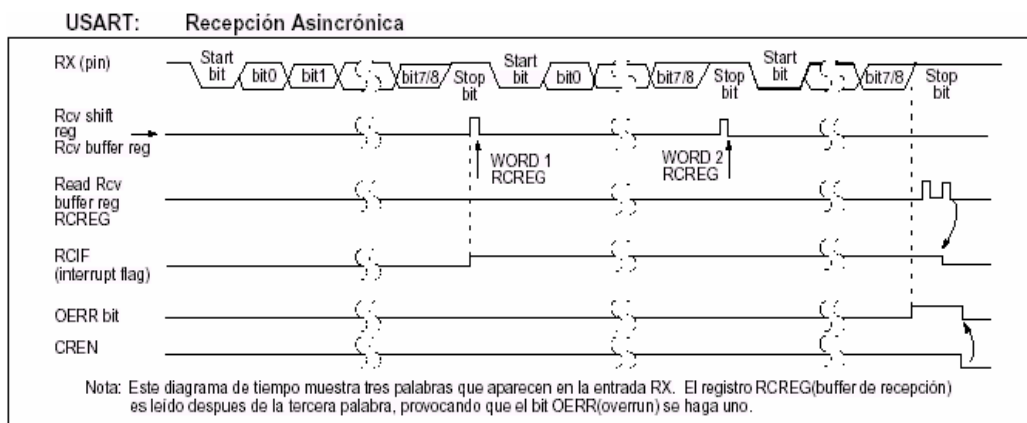 USART: Recepción Asincrónica
RX (pin)
Start bit bit0 bit1 bit7/8 Stop bit Start bit bit0 bit7/8 Stop bit Start bit bit7/8 Stop bit
Rcv shift
reg
Rcv buffer reg
WORD 1
RCREG
WORD 2
RCREG
Read Rcv
buffer reg
RCREG
RCIF
(interrupt flag)
OERR bit
CREN
Nota: Este diagrama de tiempo muestra tres palabras que aparecen en la entrada RX. El registro RCREG(buffer de recepción)
es leído despues de la tercera palabra, provocando que el bit OERR(overrun) se haga uno.